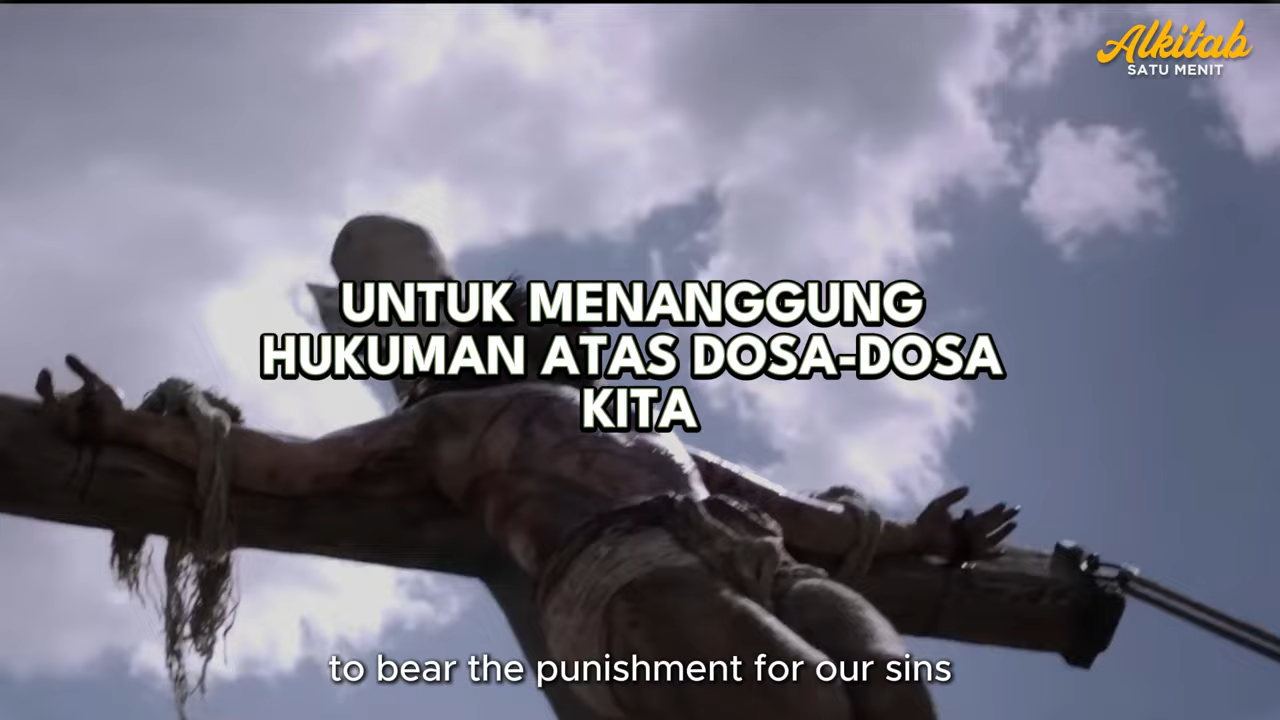 Alkitab
SATU MENIT
UNTUK MENANGGUNG
HUKUMAN ATAS DOSA-DOSA
KITA
to bear the punishment for our sins